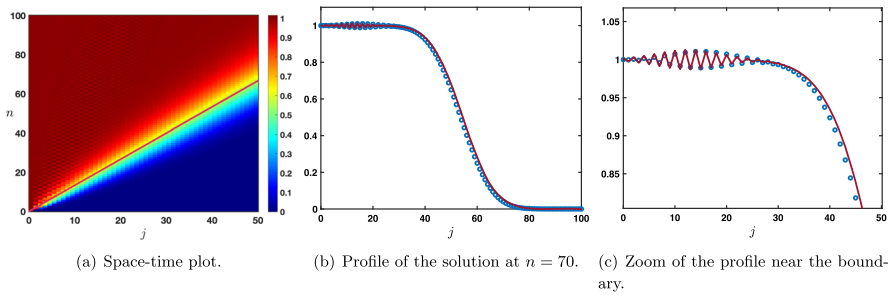 100
80
60
n
40
20
0
0 10 20 30 40 50
j
1
0.9
0.8
0.7
0.6
0.5
0.4
0.3
0.2
0.1
0
1
0.8
0.6
0.4
0.2
0
0 20 40 60 80 100
j
1.05
1
0.95
0.9
0.85
0 10 20 30 40 50
j
(a) Space-time plot.
(b) Profile of the solution at n = 70.
(c) Zoom of the profile near the bound-
ary.